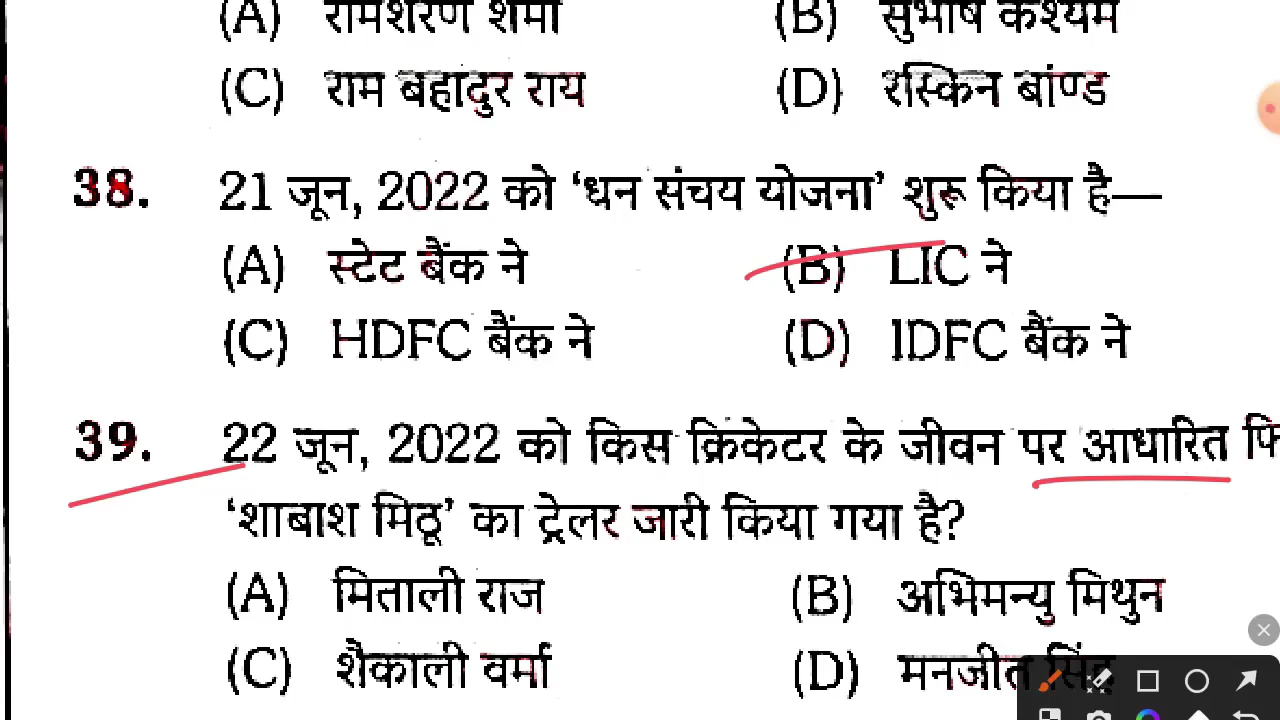 (A) रामशरण शर्मा (B) सुभाष कश्यम
(C) राम बहादुर राय (D) रस्किन बांण्ड
38. 21 जून, 2022 को ‘धन संचय योजना’ शुरू किया है—
(A) स्टेट बैंक ने (B) LIC ने
(C) HDFC बैंक ने (D) IDFC बैंक ने
39. 22 जून, 2022 को किस क्रिकेटर के जीवन पर आधारित
‘शाबाश मिठू’ का ट्रेलर जारी किया गया है?
(A) मिताली राज (B) अभिमन्यु मिथुन
(C) शैकाली वर्मा (D) मनजीत सिंह